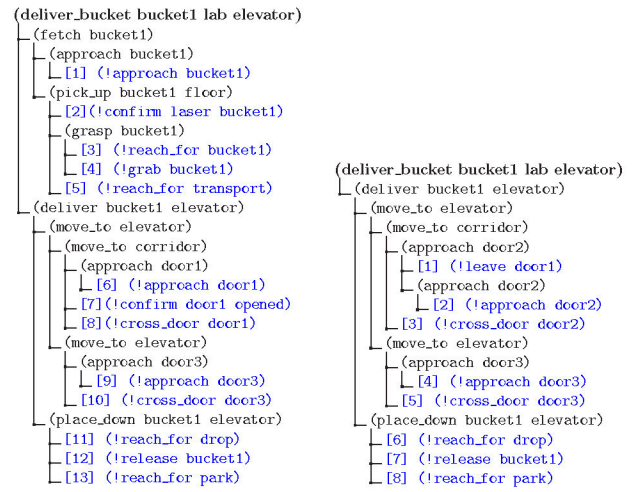 (deliver_bucket bucket1 lab elevator)
(fetch bucket1)
(approach bucket1)
[1] (!approach bucket1)
(pick_up bucket1 floor)
[2](!confirm laser bucket1)
(grasp bucket1)
[3] (!reach_for bucket1)
[4] (!grab bucket1)
[5] (!reach_for transport)
(deliver bucket1 elevator)
(move_to elevator)
(move_to corridor)
(approach door1)
[6] (!approach door1)
[7](!confirm door1 opened)
[8](!cross_door door1)
(move_to elevator)
(approach door3)
[9] (!approach door3)
[10] (!cross_door door3)
(place_down bucket1 elevator)
[11] (!reach_for drop)
[12] (!release bucket1)
[13] (!reach_for park)
(deliver_bucket bucket1 lab elevator)
(deliver bucket1 elevator)
(move_to elevator)
(move_to corridor)
(approach door2)
[1] (!leave door1)
(approach door2)
[2] (!approach door2)
[3] (!cross_door door2)
(move_to elevator)
(approach door3)
[4] (!approach door3)
[5] (!cross_door door3)
(place_down bucket1 elevator)
[6] (!reach_for drop)
[7] (!release bucket1)
[8] (!reach_for park)